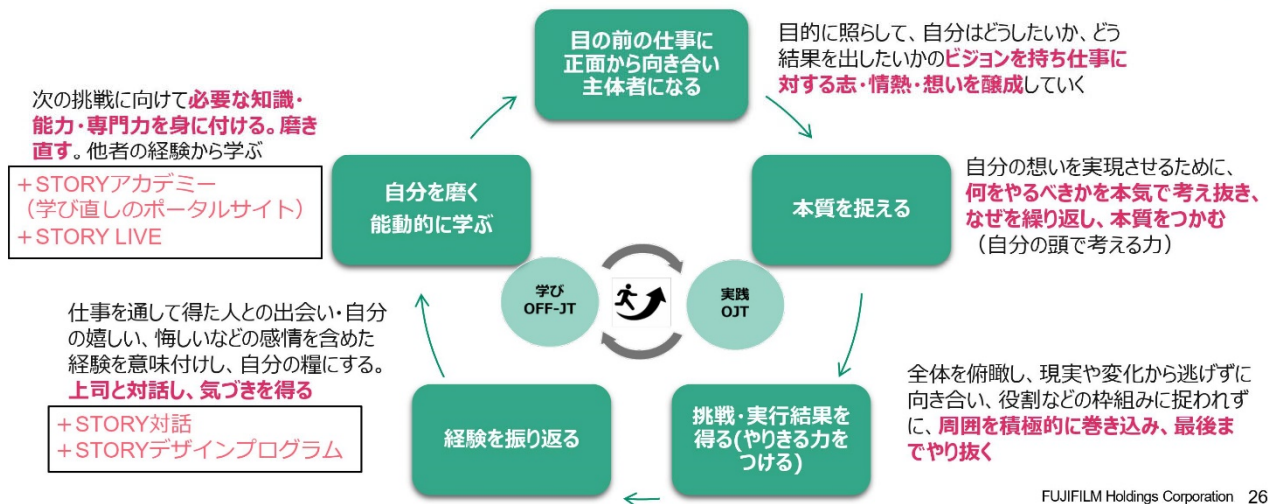 目の前の仕事に
正面から向き合い
主体者になる
目的に照らして、自分はどうしたいか、どう
結果を出したいかのビジョンを持ち仕事に
対する志・情熱・想いを醸成していく
本質を捉える
自分の想いを実現させるために、
何をやるべきかを本気で考え抜き、
なぜを繰り返し、本質をつかむ
（自分の頭で考える力）
挑戦・実行結果を
得る(やりきる力を
つける)
全体を俯瞰し、現実や変化から逃げずに
向き合い、役割などの枠組みに捉われず
に、周囲を積極的に巻き込み、最後ま
でやり抜く
経験を振り返る
仕事を通して得た人との出会い・自分
の嬉しい、悔しいなどの感情を含めた
経験を意味付けし、自分の糧にする。
上司と対話し、気づきを得る
＋STORY対話
＋STORYデザインプログラム
自分を磨く
能動的に学ぶ
次の挑戦に向けて必要な知識・
能力・専門力を身に付ける。磨き
直す。他者の経験から学ぶ
＋STORYアカデミー
（学び直しのポータルサイト）
＋STORY LIVE
学び
OFF-JT
実践
OJT
FUJIFILM Holdings Corporation 26